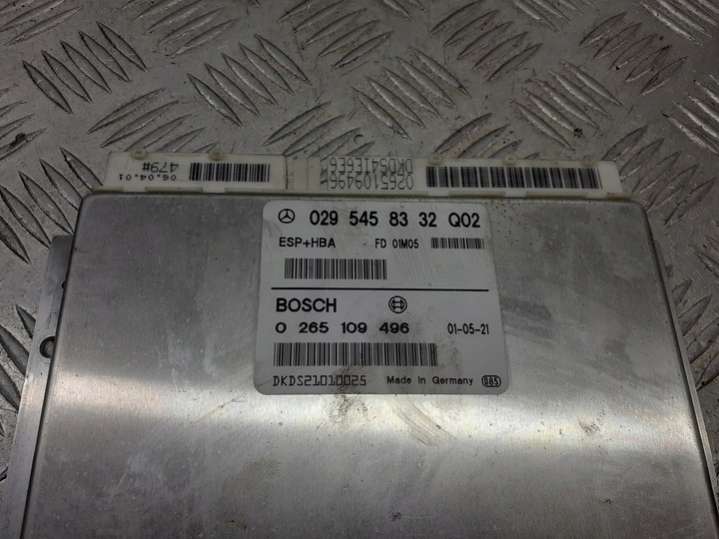 06.04.01
479#
0265109496
029 545 83 32 Q02
ESP+HBA FD 01M05
BOSCH
0 265 109 496 01-05-21
DKDS21010025 Made in Germany 085